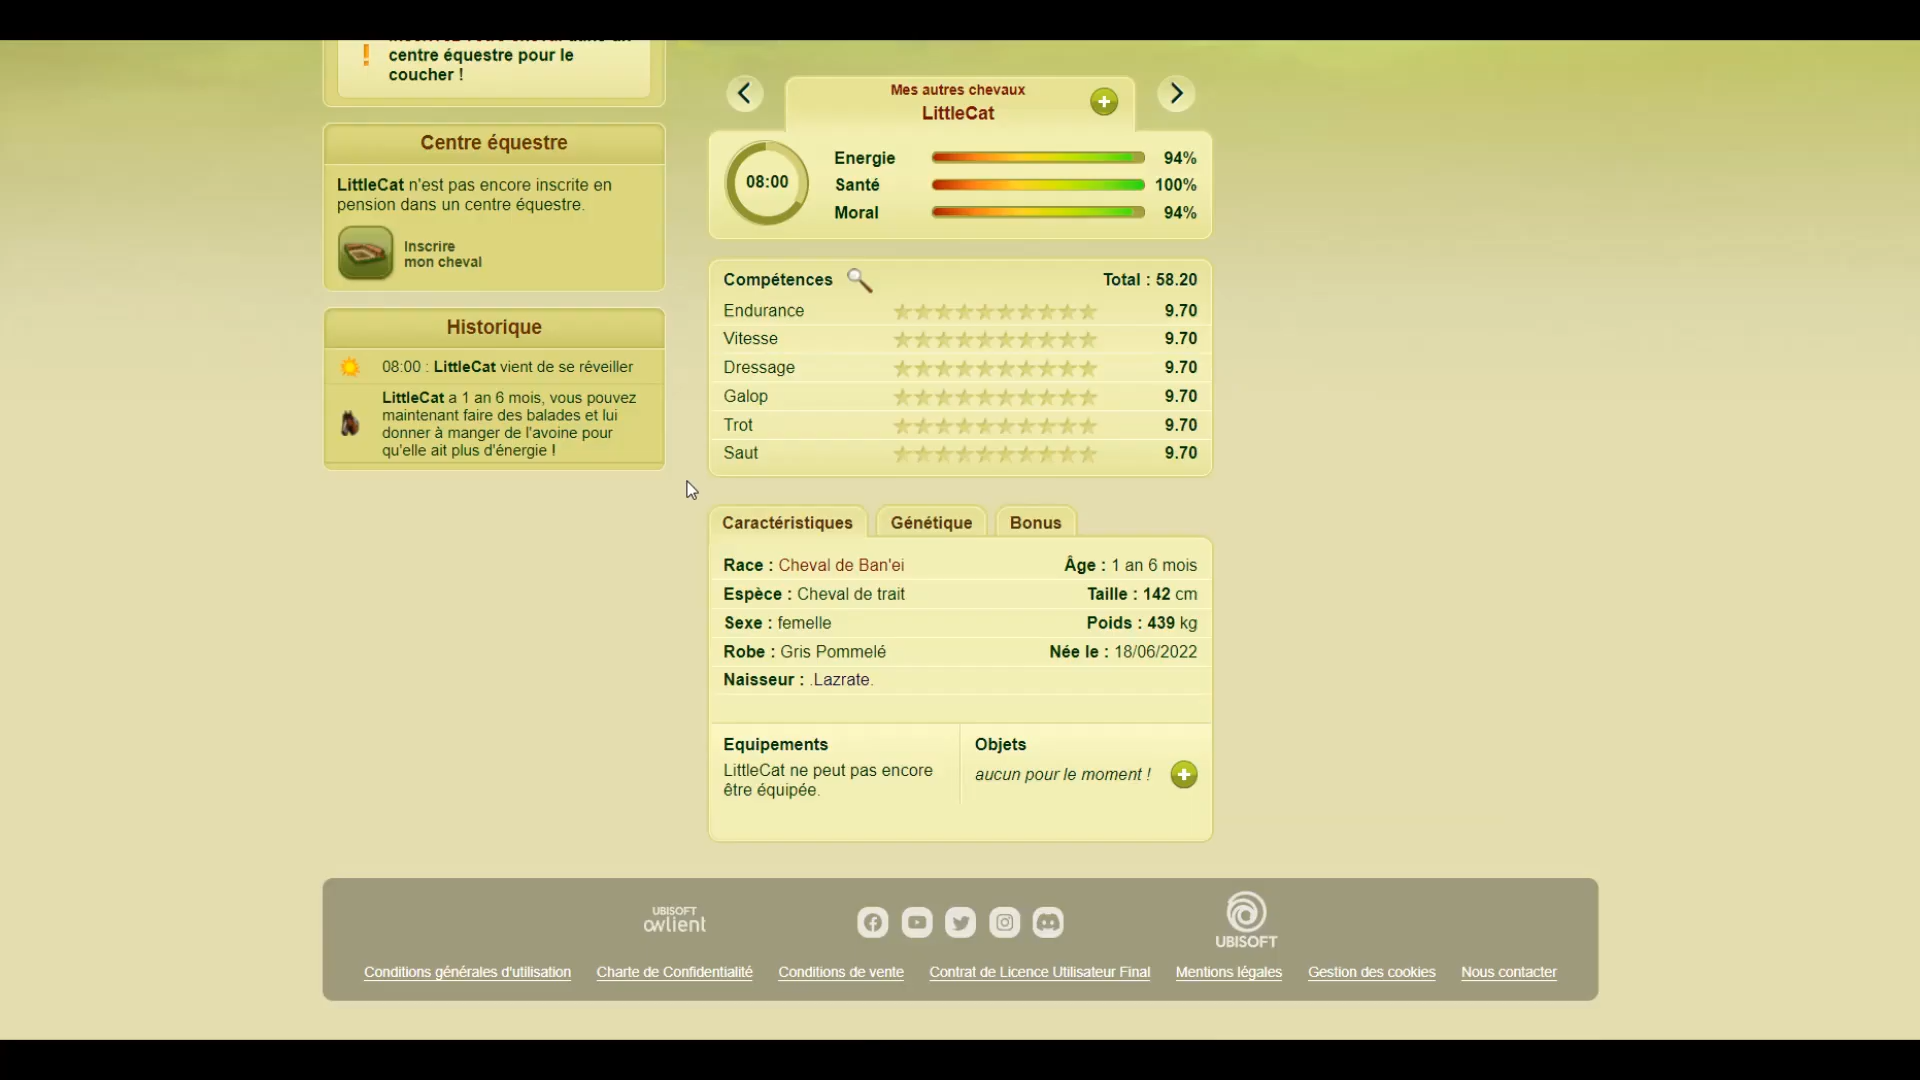 centre équestre pour le
coucher !
Centre équestre
LittleCat n'est pas encore inscrite en
pension dans un centre équestre.
Inscrire
mon cheval
Historique
08:00 : LittleCat vient de se réveiller
LittleCat a 1 an 6 mois, vous pouvez
maintenant faire des balades et lui
donner à manger de l'avoine pour
qu'elle ait plus d'énergie !
Mes autres chevaux
LittleCat
08:00
Energie 94%
Santé 100%
Moral 94%
Compétences Total : 58.20
Endurance 9.70
Vitesse 9.70
Dressage 9.70
Galop 9.70
Trot 9.70
Saut 9.70
Caractéristiques Génétique Bonus
Race : Cheval de Ban'ei Âge : 1 an 6 mois
Espèce : Cheval de trait Taille : 142 cm
Sexe : femelle Poids : 439 kg
Robe : Gris Pommelé Née le : 18/06/2022
Naisseur : .Lazrate.
Equipements
LittleCat ne peut pas encore
être équipée.
Objets
aucun pour le moment !
UBISOFT
owlient
UBISOFT
Conditions générales d'utilisation Charte de Confidentialité Conditions de vente Contrat de Licence Utilisateur Final Mentions légales Gestion des cookies Nous contacter